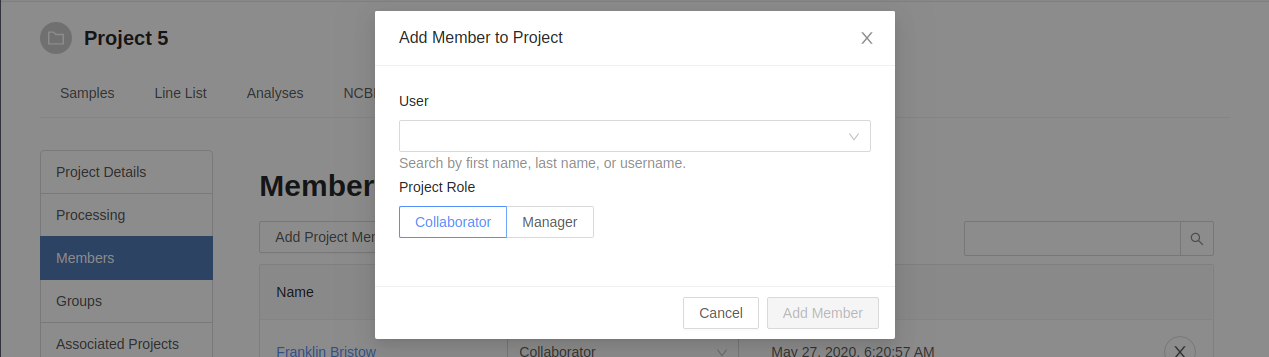 Project 5
Samples
Line List
Analyses
NCB
Project Details
Processing
Members
Groups
Associated Projects
Member
Add Project Mem
Name
Franklin Bristow
Collaborator
May 27, 2020, 6:20:57 AM
Add Member to Project
User
Search by first name, last name, or username.
Project Role
Collaborator
Manager
Cancel
Add Member